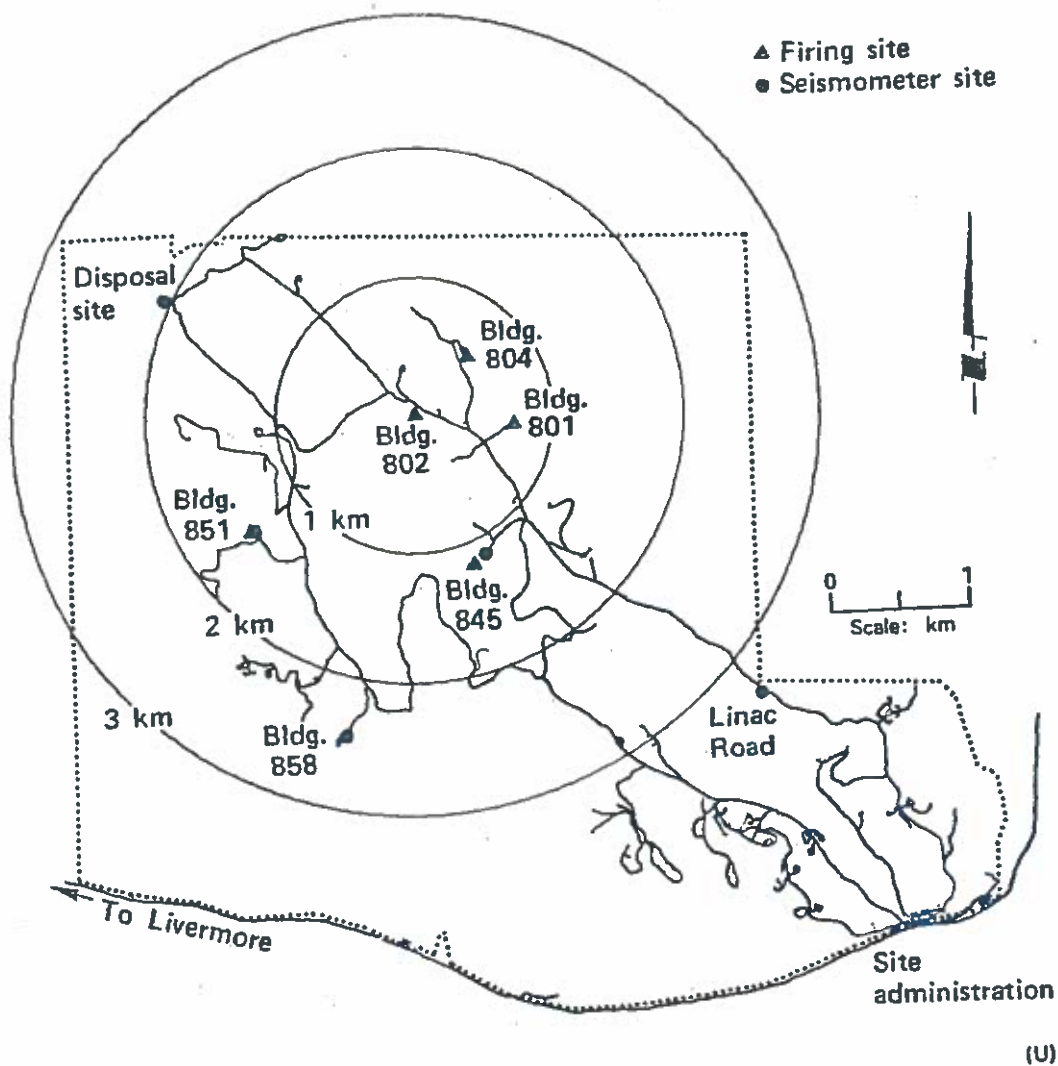 ▲ Firing site
● Seismometer site
Disposal
site
Bldg.
804
Bldg.
801
Bldg.
802
Bldg.
851
1 km
Bldg.
845
0 1
Scale: km
2 km
3 km
Bldg.
858
Linac
Road
N
To Livermore
Site
administration
(U)